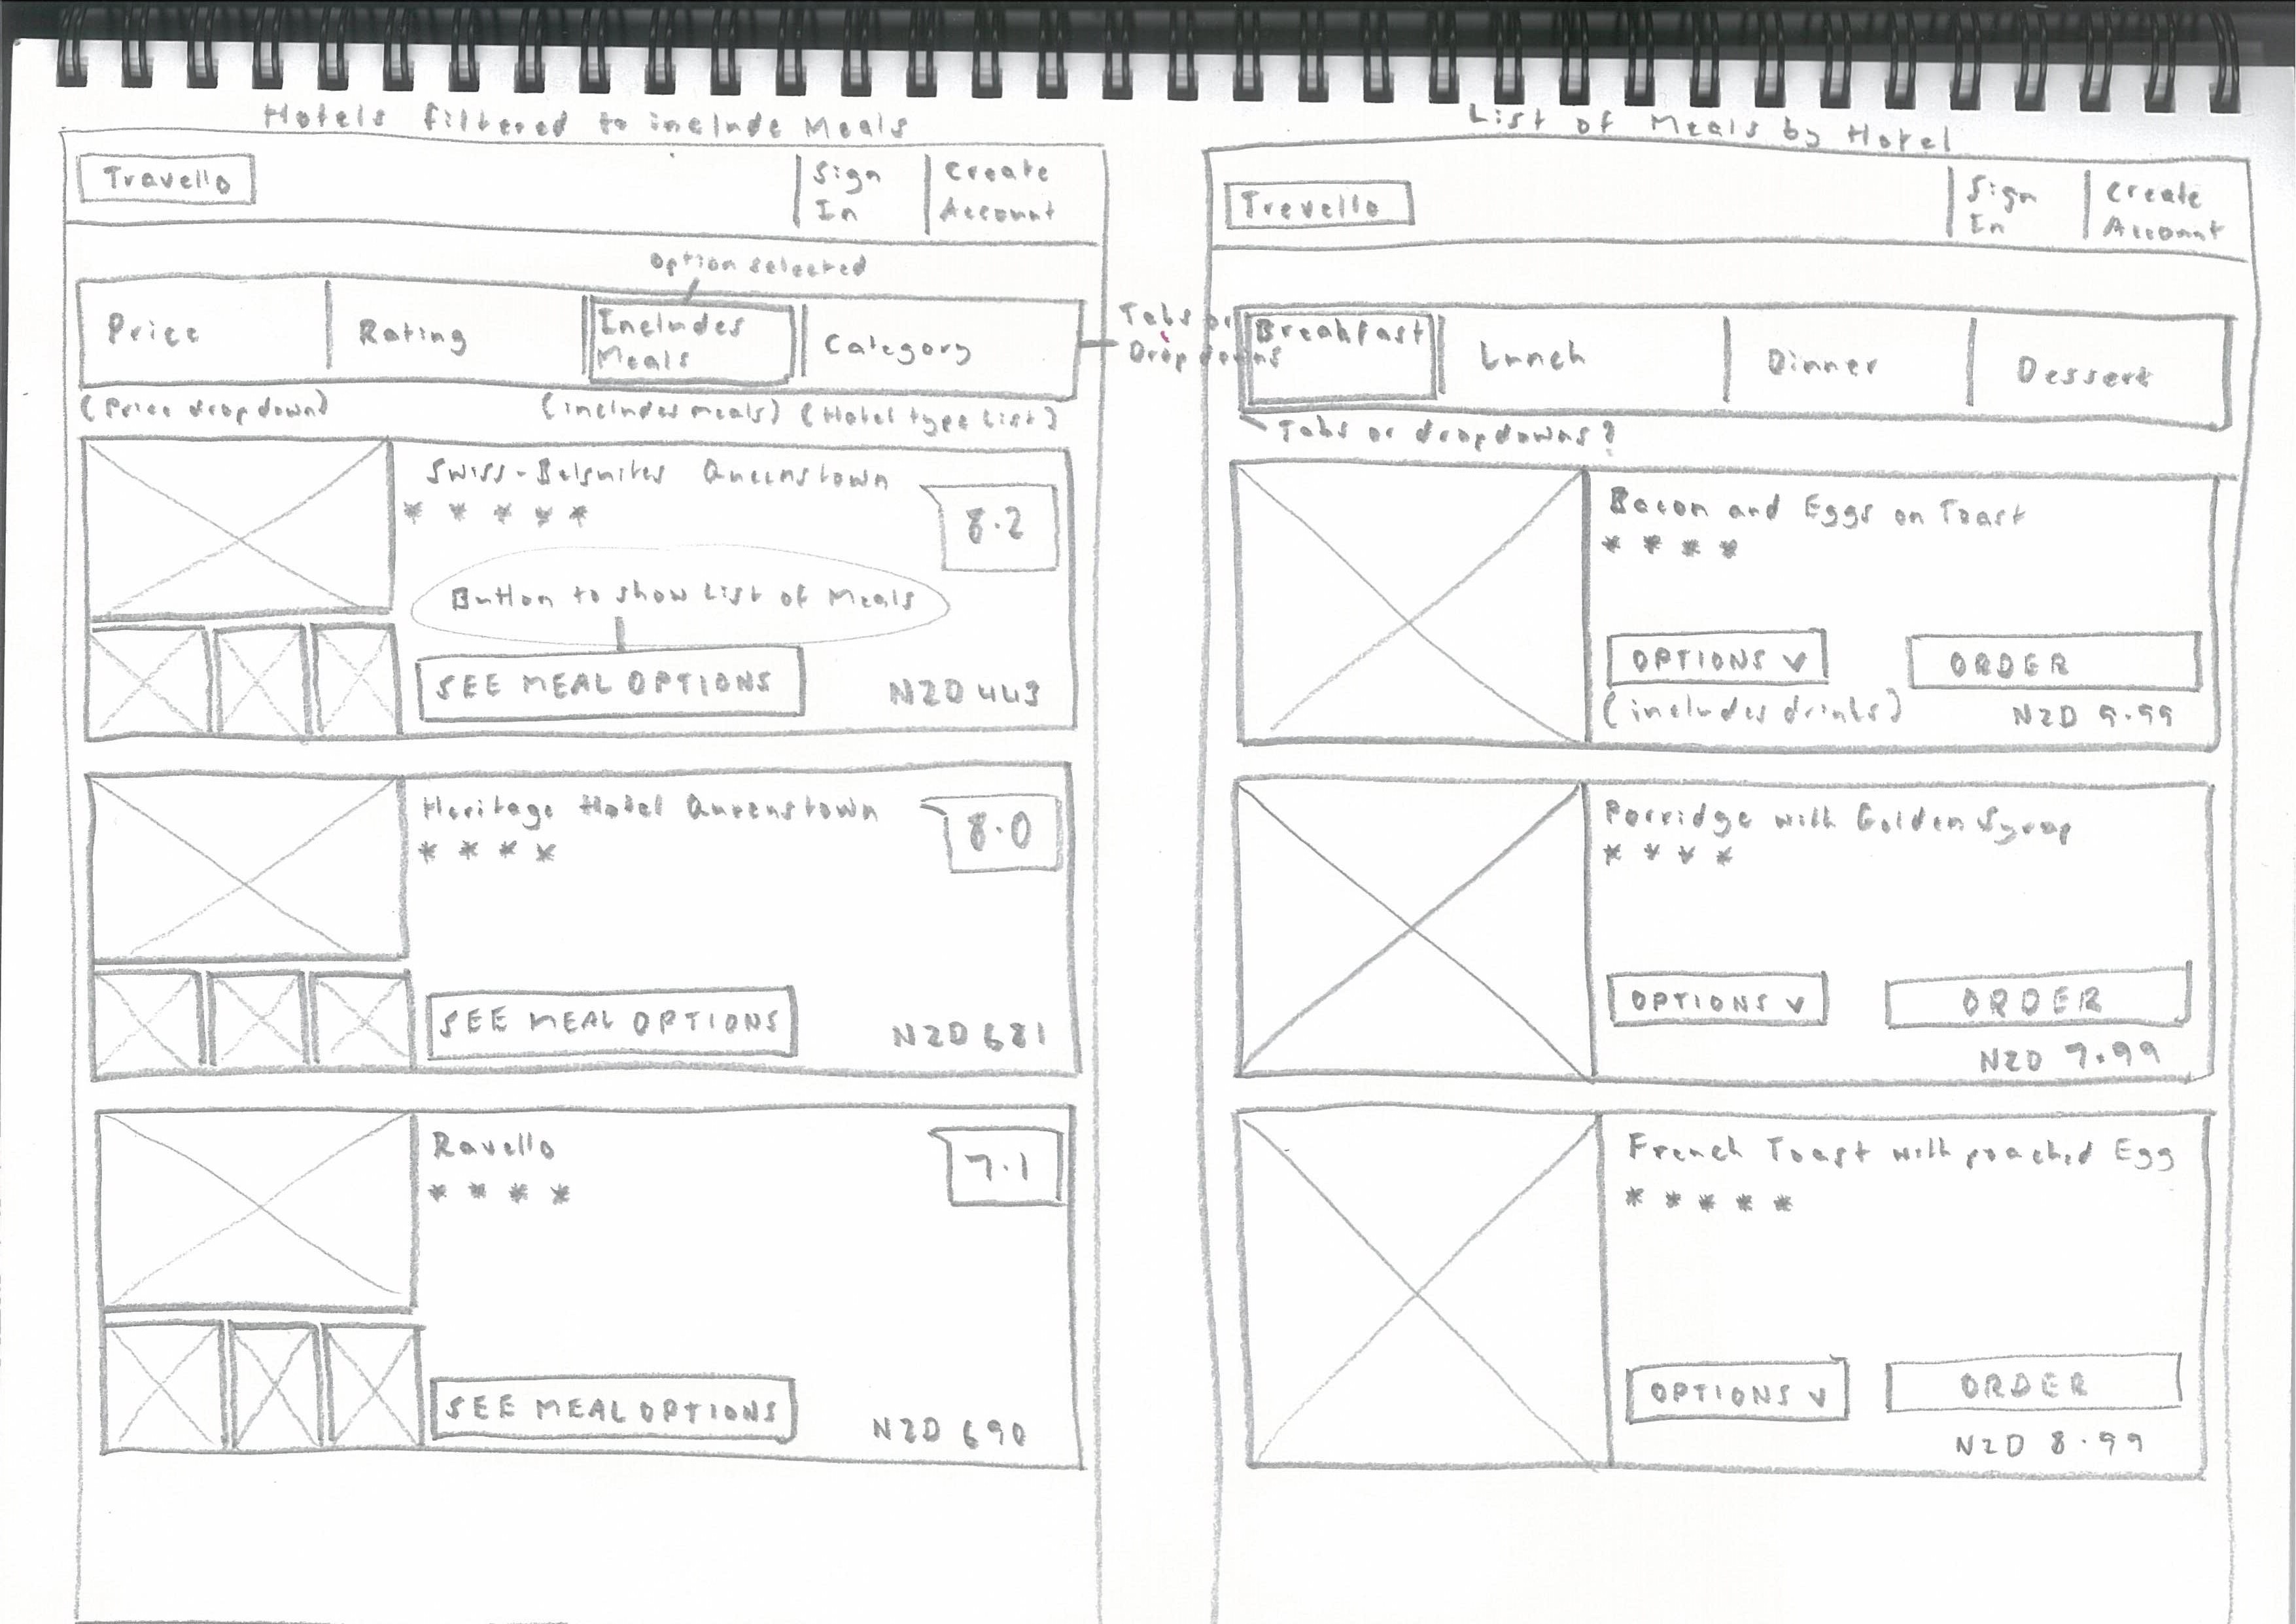 Hotels filtered to include Meals
Travello
Sign
In
Create
Account
option selected
Price
Rating
Includes
Meals
Category
Tabs or
Drop downs
(Price dropdown)
(includes meals)
(Hotel type List)
Swiss-Belsuites Queenstown
* * * * *
8.2
Button to show List of Meals
SEE MEAL OPTIONS
NZD 443
Heritage Hotel Queenstown
* * * *
8.0
SEE MEAL OPTIONS
NZD 681
Ravello
* * * *
7.1
SEE MEAL OPTIONS
NZD 690
List of Meals by Hotel
Trevello
Sign
In
Create
Account
Breakfast
Lunch
Dinner
Dessert
Tabs or dropdowns?
Bacon and Eggs on Toast
* * * *
OPTIONS v
ORDER
(includes drinks)
NZD 9.99
Porridge with Golden Syrup
* * * *
OPTIONS v
ORDER
NZD 7.99
French Toast with poached Egg
* * * * *
OPTIONS v
ORDER
NZD 8.99